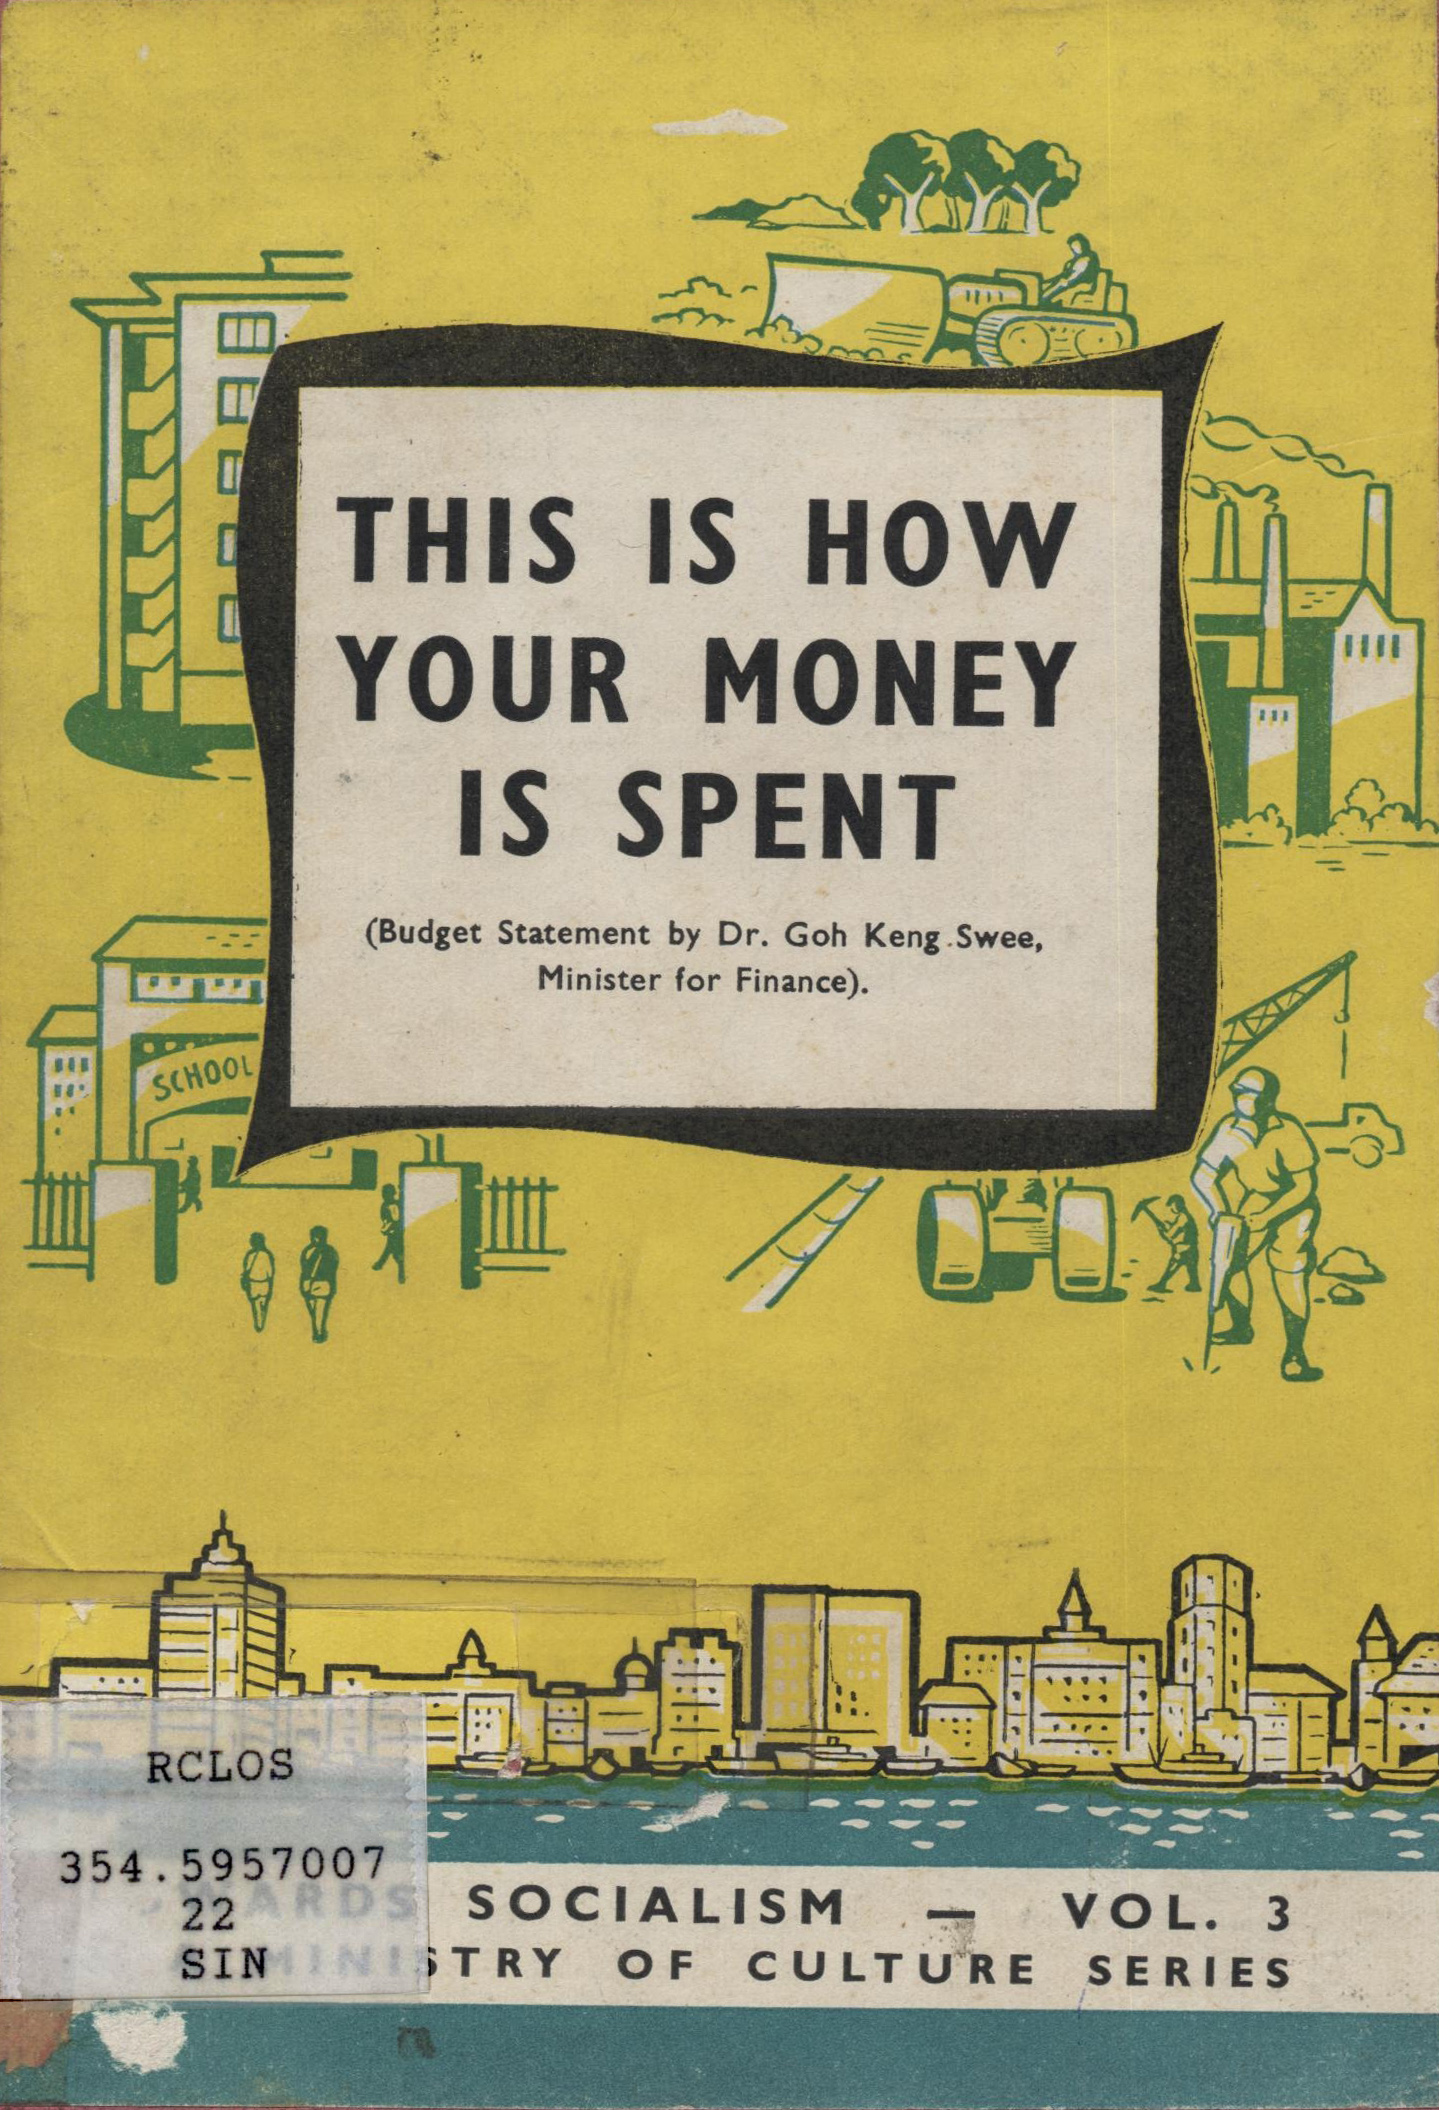 THIS IS HOW
YOUR MONEY
IS SPENT
(Budget Statement by Dr. Goh Keng Swee,
Minister for Finance).
SCHOOL
RCLOS
354.5957007
22
SIN
SOCIALISM — VOL. 3
MINISTRY OF CULTURE SERIES